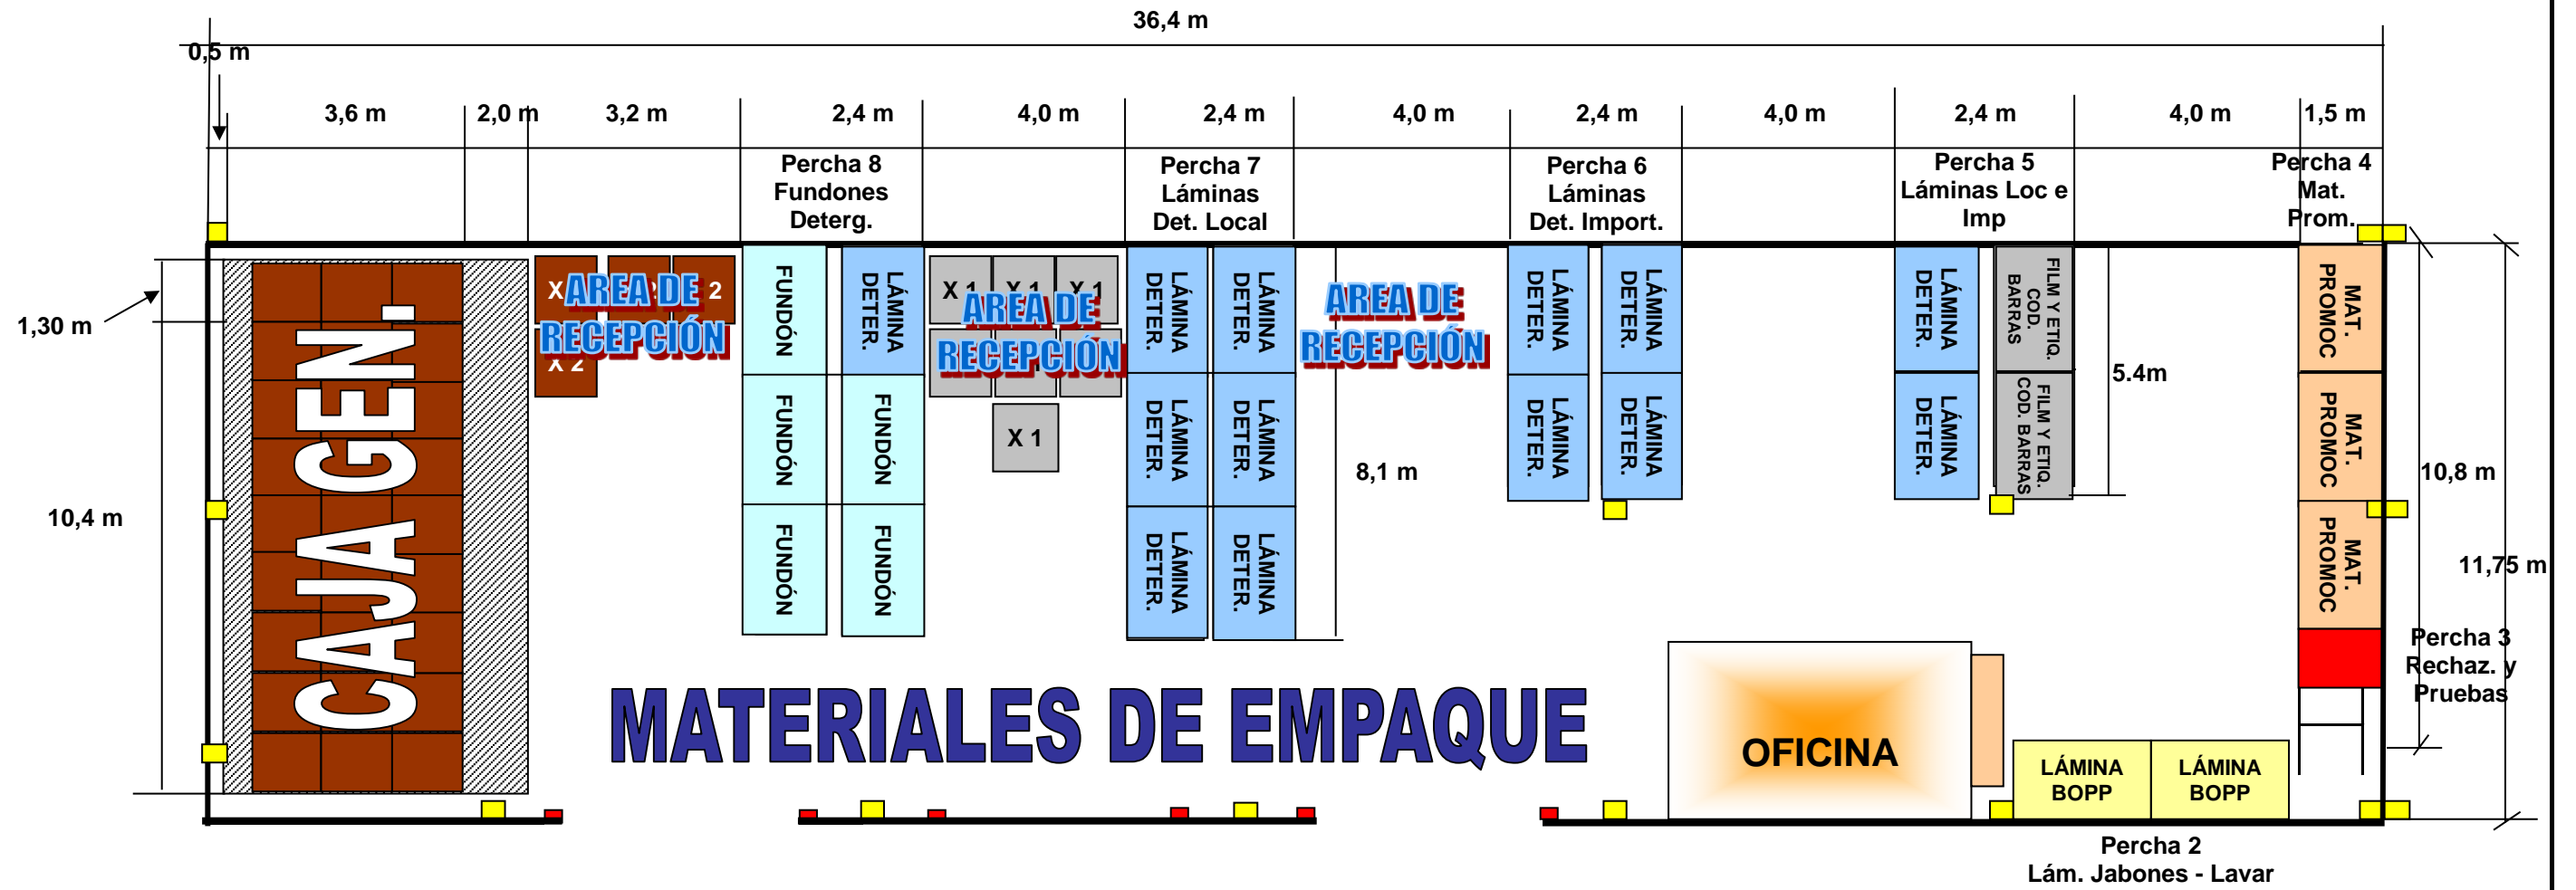 36,4 m
0,5 m
3,6 m
2,0 m
3,2 m
2,4 m
4,0 m
2,4 m
4,0 m
2,4 m
4,0 m
2,4 m
4,0 m
1,5 m
Percha 8
Fundones
Deterg.
Percha 7
Láminas
Det. Local
Percha 6
Láminas
Det. Import.
Percha 5
Láminas Loc e
Imp
Percha 4
Mat.
Prom.
1,30 m
10,4 m
CAJA GEN.
X
2
X 2
AREA DE
RECEPCIÓN
FUNDÓN
FUNDÓN
FUNDÓN
LÁMINA
DETER.
FUNDÓN
FUNDÓN
X 1
X 1
X 1
X 1
AREA DE
RECEPCIÓN
LÁMINA
DETER.
LÁMINA
DETER.
LÁMINA
DETER.
LÁMINA
DETER.
LÁMINA
DETER.
LÁMINA
DETER.
8,1 m
AREA DE
RECEPCIÓN
LÁMINA
DETER.
LÁMINA
DETER.
LÁMINA
DETER.
LÁMINA
DETER.
LÁMINA
DETER.
LÁMINA
DETER.
FILM Y ETIQ.
COD.
BARRAS
FILM Y ETIQ.
COD. BARRAS
5.4m
MAT.
PROMOC
MAT.
PROMOC
MAT.
PROMOC
10,8 m
11,75 m
Percha 3
Rechaz. y
Pruebas
MATERIALES DE EMPAQUE
OFICINA
LÁMINA
BOPP
LÁMINA
BOPP
Percha 2
Lám. Jabones - Lavar